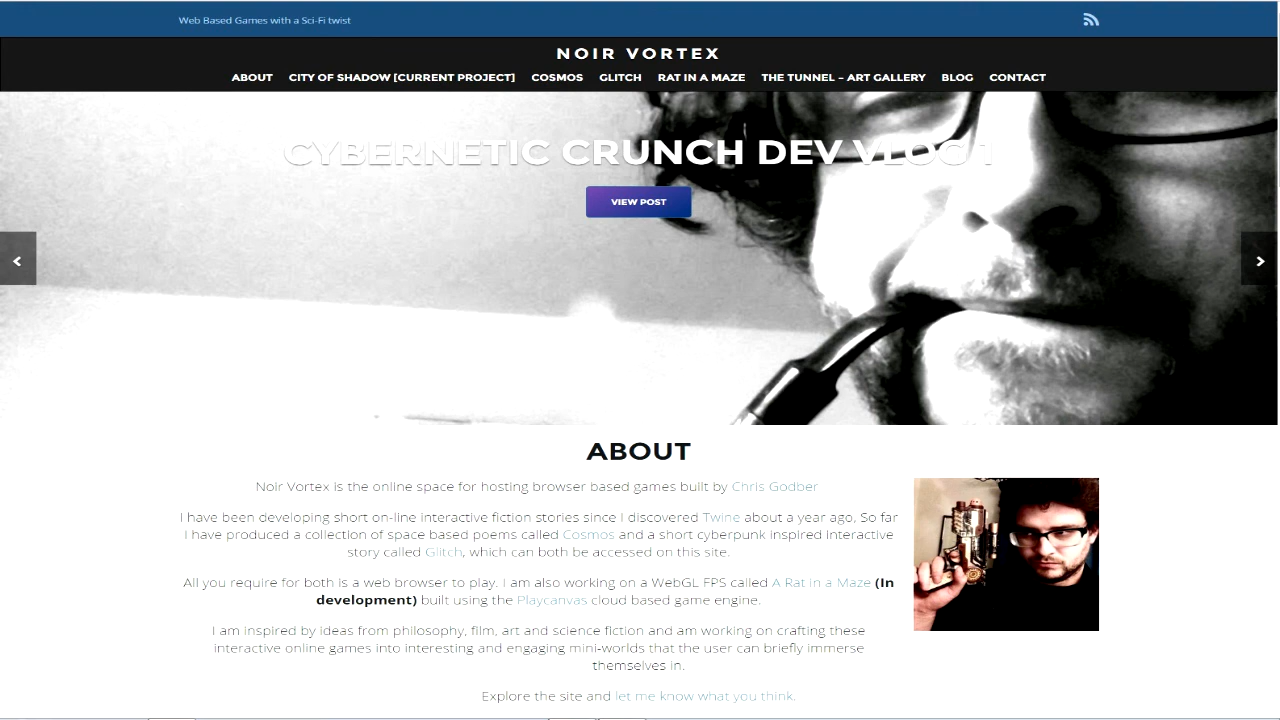 Web Based Games with a Sci-Fi twist
NOIR VORTEX
ABOUT CITY OF SHADOW [CURRENT PROJECT] COSMOS GLITCH RAT IN A MAZE THE TUNNEL – ART GALLERY BLOG CONTACT
CYBERNETIC CRUNCH DEV VLOG 1
VIEW POST
ABOUT
Noir Vortex is the online space for hosting browser based games built by Chris Godber
I have been developing short on-line interactive fiction stories since I discovered Twine about a year ago, So far
I have produced a collection of space based poems called Cosmos and a short cyberpunk inspired interactive
story called Glitch, which can both be accessed on this site.
All you require for both is a web browser to play. I am also working on a WebGL FPS called A Rat in a Maze (In
development) built using the Playcanvas cloud based game engine.
I am inspired by ideas from philosophy, film, art and science fiction and am working on crafting these
interactive online games into interesting and engaging mini-worlds that the user can briefly immerse
themselves in.
Explore the site and let me know what you think.